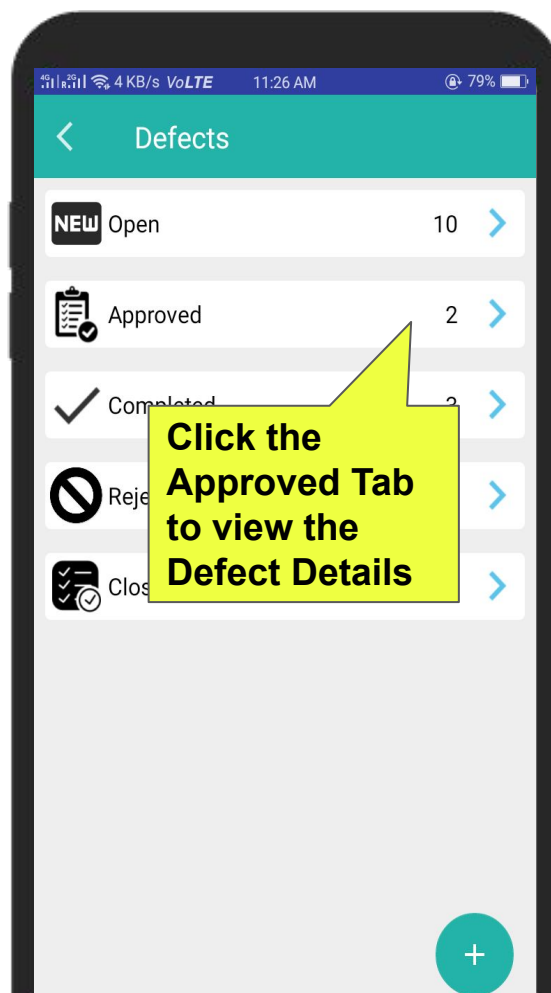 4G R 2G 4 KB/s VoLTE 11:26 AM 79%
Defects
NEW Open 10
Approved 2
Completed
Click the
Approved Tab
to view the
Defect Details